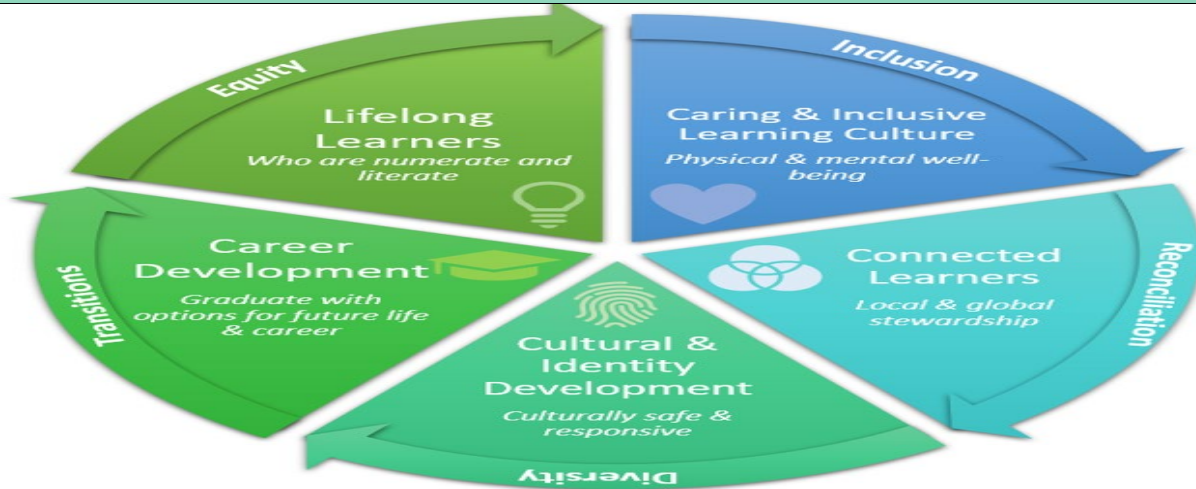 Equity
Lifelong
Learners
Who are numerate and
literate
Inclusion
Caring & Inclusive
Learning Culture
Physical & mental well-
being
Reconciliation
Connected
Learners
Local & global
stewardship
Diversity
Cultural &
Identity
Development
Culturally safe &
responsive
Transitions
Career
Development
Graduate with
options for future life
& career